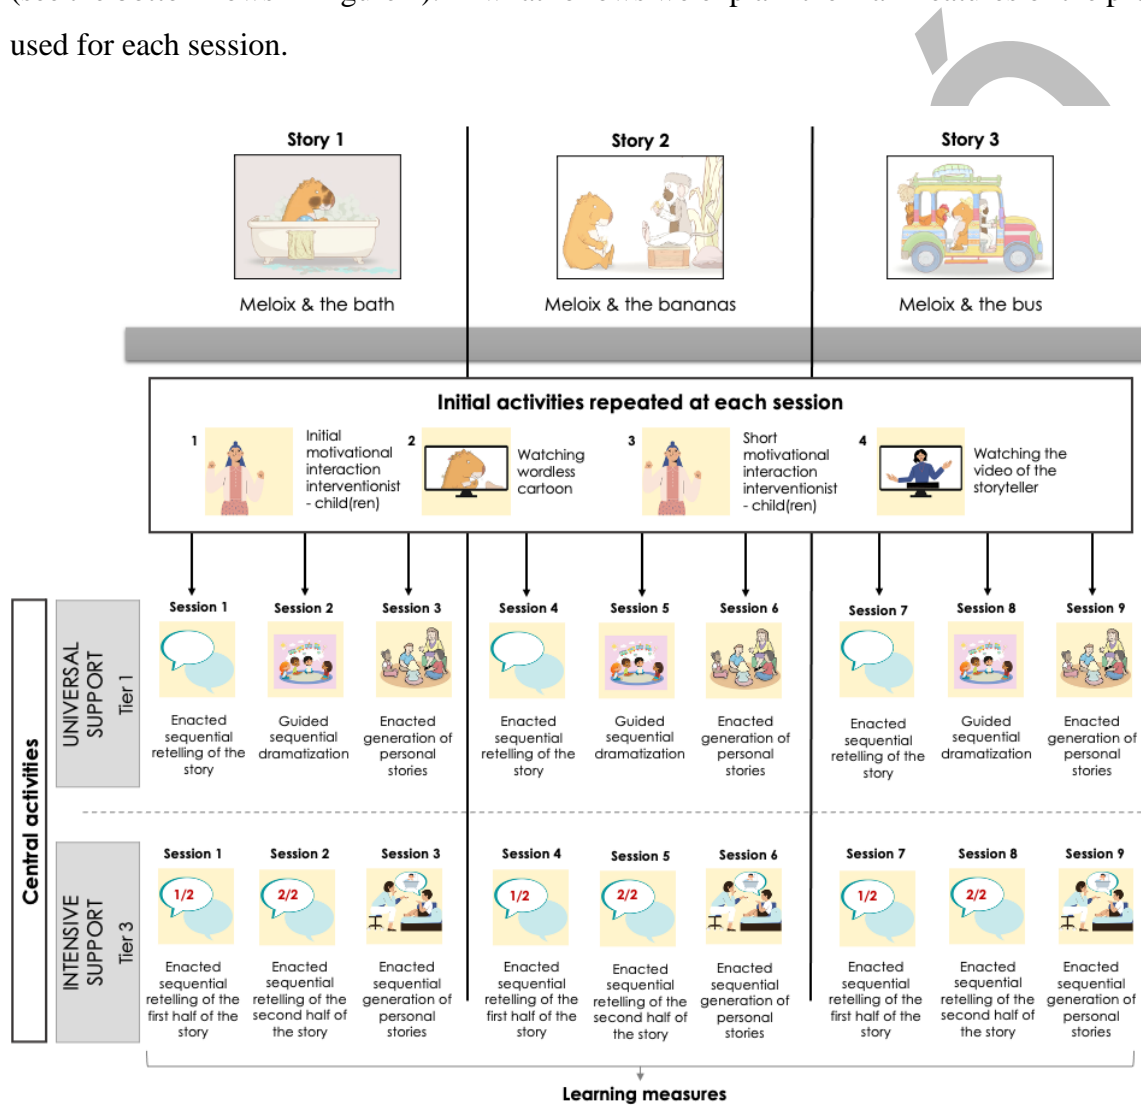 used for each session.
Story 1
Story 2
Story 3
Meloix & the bath
Meloix & the bananas
Meloix & the bus
Initial activities repeated at each session
1
Initial
motivational
interaction
interventionist
- child(ren)
2
Watching
wordless
cartoon
3
Short
motivational
interaction
interventionist
- child(ren)
4
Watching the
video of the
storyteller
Central activities
UNIVERSAL
SUPPORT
Tier 1
Session 1
Enacted
sequential
retelling of the
story
Session 2
Guided
sequential
dramatization
Session 3
Enacted
generation of
personal
stories
Session 4
Enacted
sequential
retelling of the
story
Session 5
Guided
sequential
dramatization
Session 6
Enacted
generation of
personal
stories
Session 7
Enacted
sequential
retelling of the
story
Session 8
Guided
sequential
dramatization
Session 9
Enacted
generation of
personal
stories
INTENSIVE
SUPPORT
Tier 3
Session 1
1/2
Enacted
sequential
retelling of the
first half of the
story
Session 2
2/2
Enacted
sequential
retelling of the
second half of
the story
Session 3
Enacted
sequential
generation of
personal
stories
Session 4
1/2
Enacted
sequential
retelling of the
first half of the
story
Session 5
2/2
Enacted
sequential
retelling of the
second half of
the story
Session 6
Enacted
sequential
generation of
personal
stories
Session 7
1/2
Enacted
sequential
retelling of the
first half of the
story
Session 8
2/2
Enacted
sequential
retelling of the
second half of
the story
Session 9
Enacted
sequential
generation of
personal
stories
Learning measures